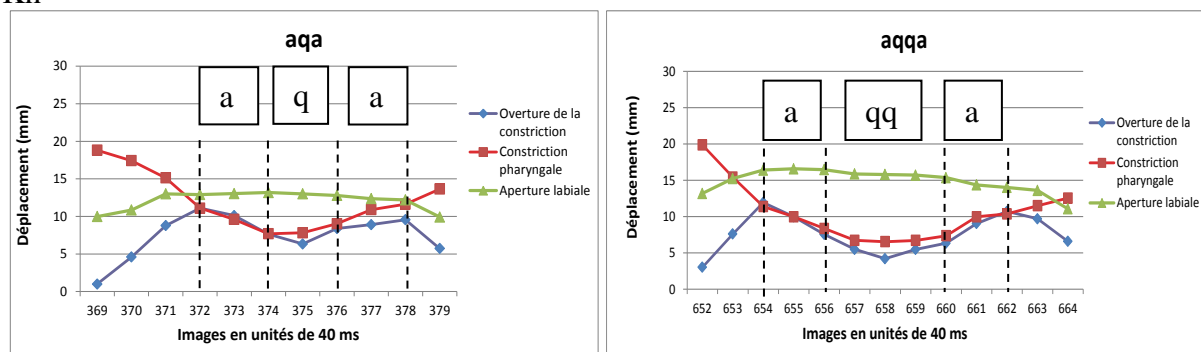 aqa
Déplacement (mm)
30
25
20
15
10
5
0
a
q
a
369 370 371 372 373 374 375 376 377 378 379
Images en unités de 40 ms
Overture de la
constriction
Constriction
pharyngale
Aperture labiale
aqqa
Déplacement (mm)
30
25
20
15
10
5
0
a
qq
a
652 653 654 655 656 657 658 659 660 661 662 663 664
Images en unités de 40 ms
Overture de la
constriction
Constriction
pharyngale
Aperture labiale